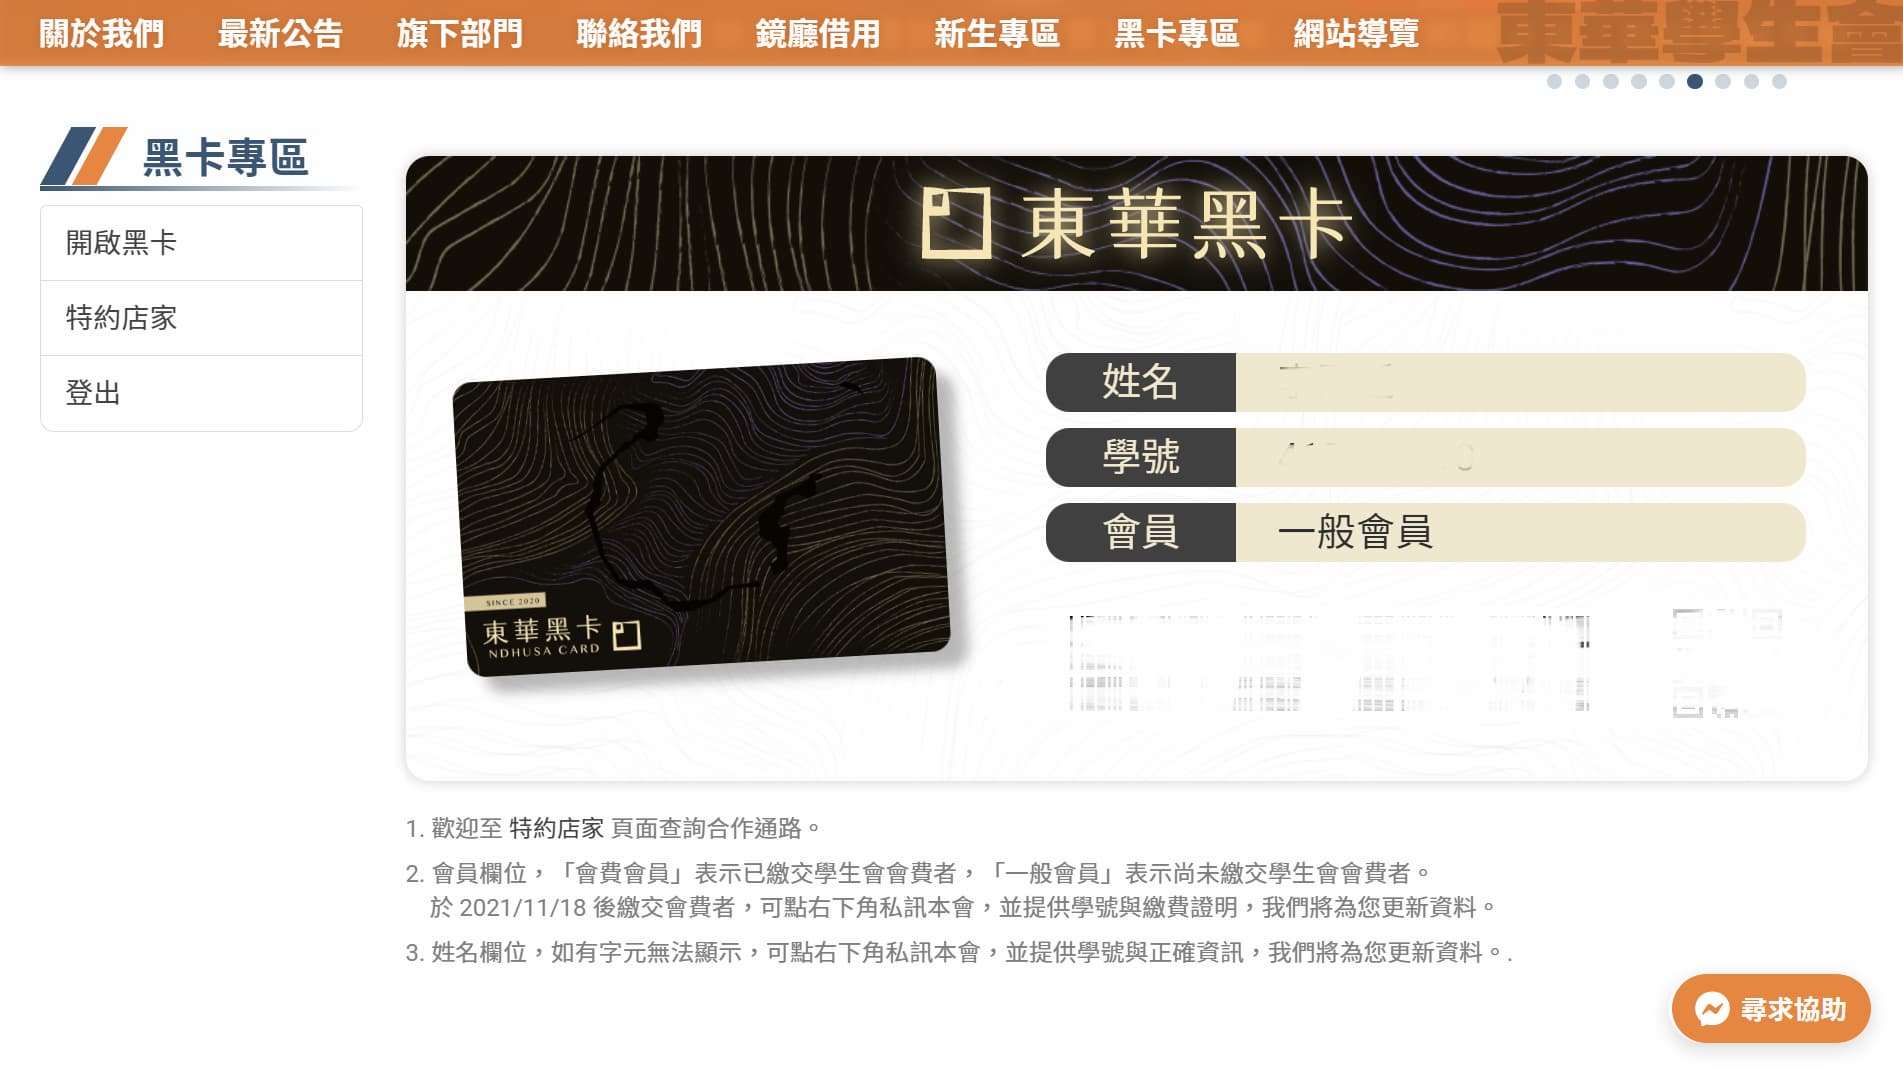 關於我們 最新公告 旗下部門 聯絡我們 鏡廳借用 新生專區 黑卡專區 網站導覽 東華學生會
黑卡專區
開啟黑卡
特約店家
登出
東華黑卡
SINCE 2020
東華黑卡
NDHUSA CARD
姓名
學號
會員 一般會員
1. 歡迎至 特約店家 頁面查詢合作通路。
2. 會員欄位,「會費會員」表示已繳交學生會會費者,「一般會員」表示尚未繳交學生會會費者。
於 2021/11/18 後繳交會費者,可點右下角私訊本會,並提供學號與繳費證明,我們將為您更新資料。
3. 姓名欄位,如有字元無法顯示,可點右下角私訊本會,並提供學號與正確資訊,我們將為您更新資料。.
尋求協助